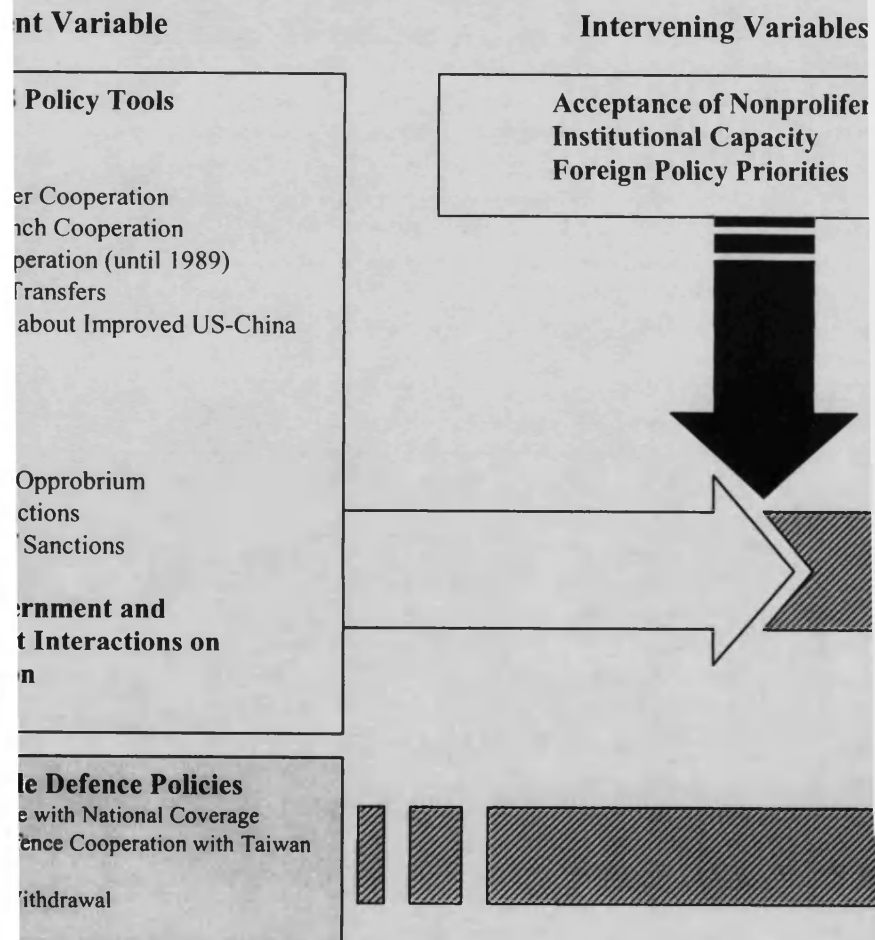 nt Variable
Intervening Variables
Policy Tools
er Cooperation
nch Cooperation
peration (until 1989)
Transfers
about Improved US-China
Opprobrium
ctions
Sanctions
ernment and
t Interactions on
n
Acceptance of Nonprolifer
Institutional Capacity
Foreign Policy Priorities
le Defence Policies
e with National Coverage
fence Cooperation with Taiwan
ithdrawal